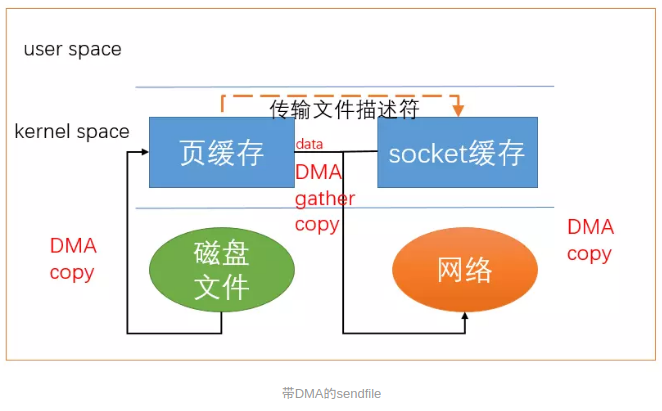 user space
传输文件描述符
kernel space
页缓存
data
socket缓存
DMA
gather
copy
DMA
copy
磁盘
文件
网络
DMA
copy
带DMA的sendfile